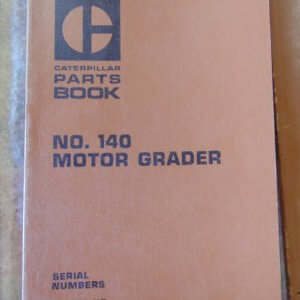 CATERPILLAR
PARTS
BOOK
NO. 140
MOTOR GRADER
SERIAL
NUMBERS